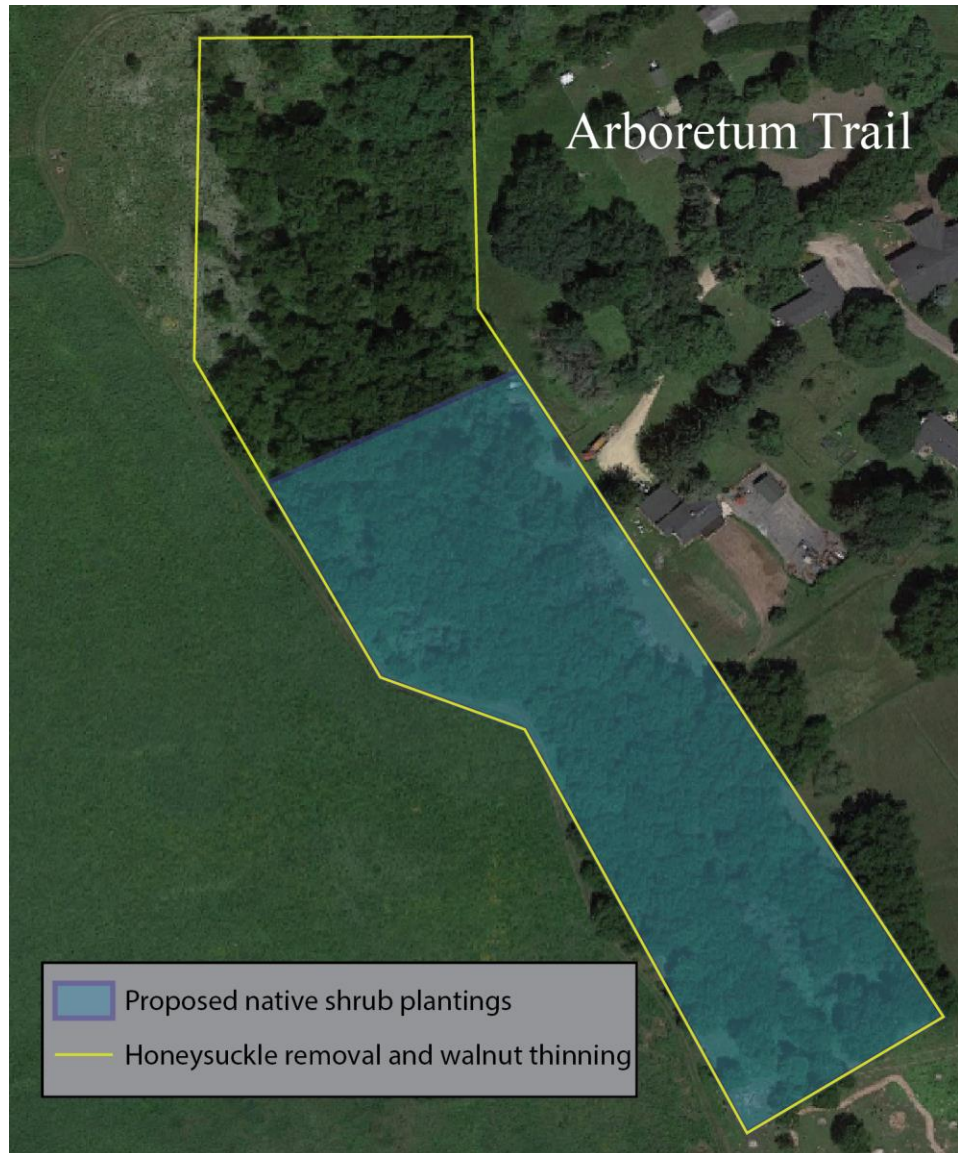 Arboretum Trail
Proposed native shrub plantings
Honeysuckle removal and walnut thinning